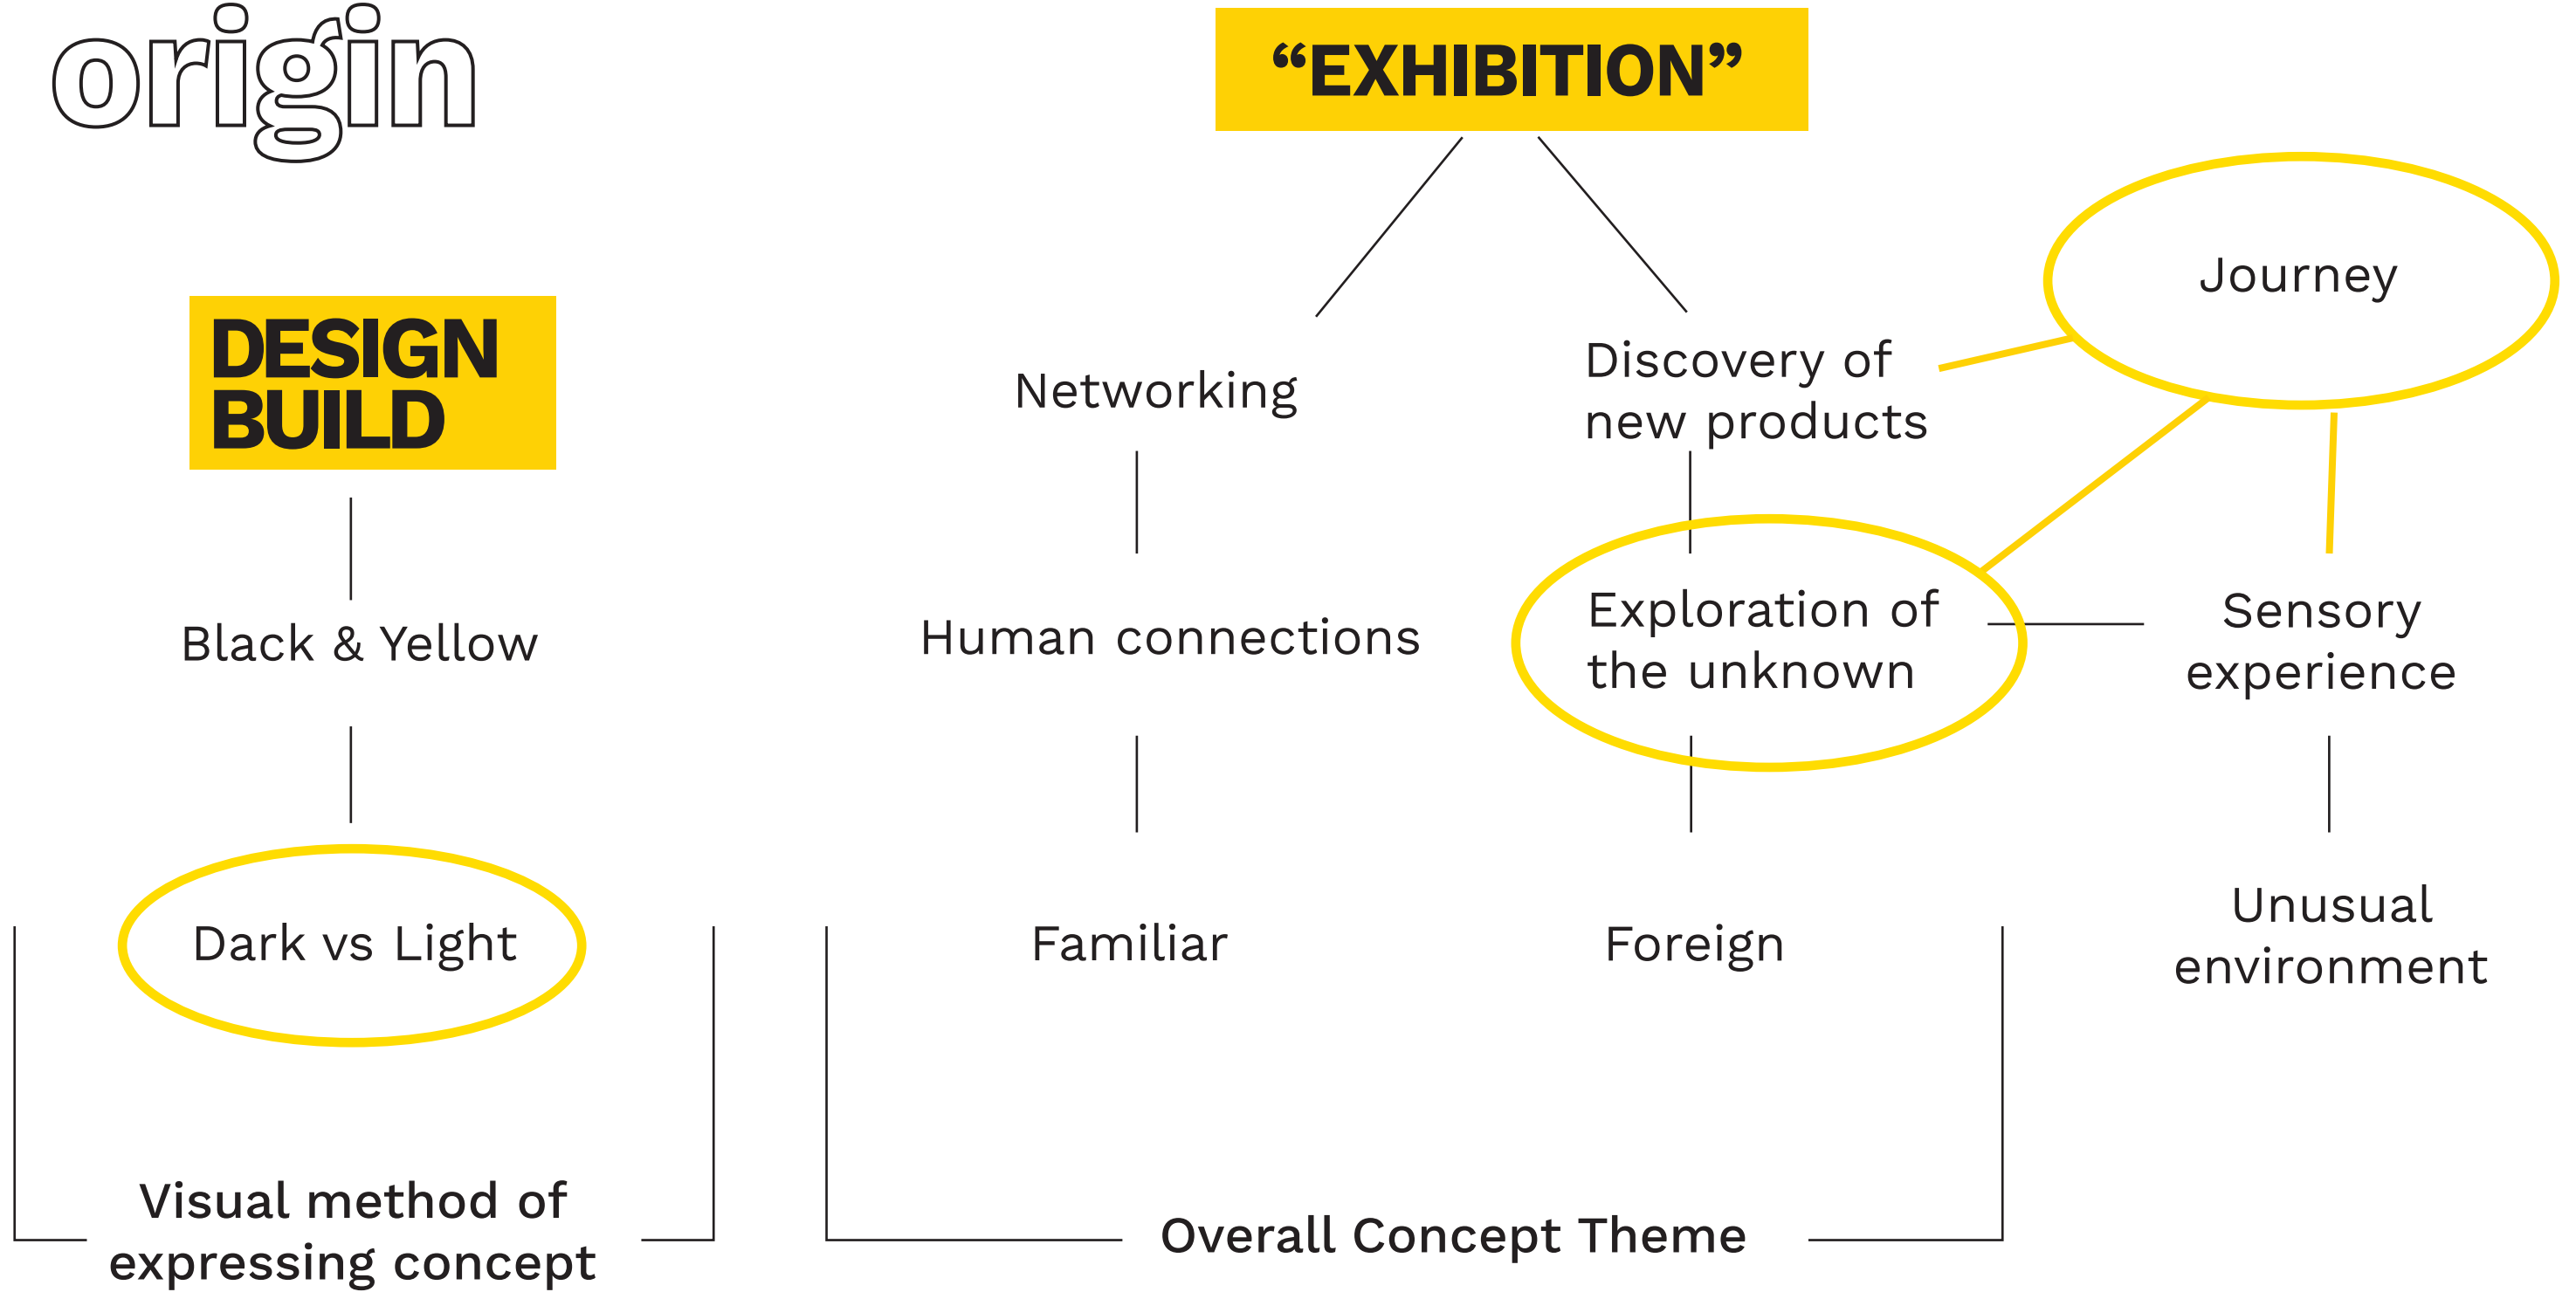 origin
“EXHIBITION”
Journey
DESIGN
BUILD
Networking
Discovery of
new products
Black & Yellow
Human connections
Exploration of
the unknown
Sensory
experience
Dark vs Light
Familiar
Foreign
Unusual
environment
Visual method of
expressing concept
Overall Concept Theme